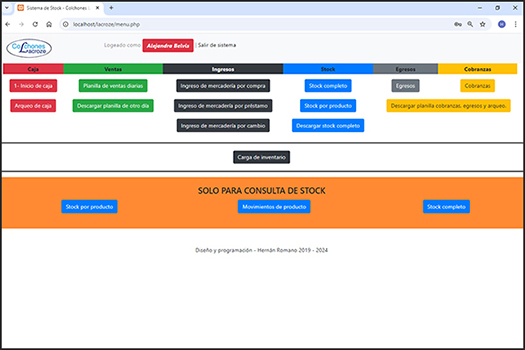 Sistema de Stock - Colchones L
localhost/lacroze/menu.php
Colchones
Lacroze
Logeado como: Alejandro Belvis | Salir de sistema
Caja Ventas Ingresos Stock Egresos Cobranzas
1- Inicio de caja Planilla de ventas diarias Ingreso de mercadería por compra Stock completo Egresos Cobranzas
Arqueo de caja Descargar planilla de otro día Ingreso de mercadería por préstamo Stock por producto Descargar planilla cobranzas, egresos y arqueo.
Ingreso de mercadería por cambio Descargar stock completo
Carga de inventario
SOLO PARA CONSULTA DE STOCK
Stock por producto Movimientos de producto Stock completo
Diseño y programación - Hernán Romano 2019 - 2024